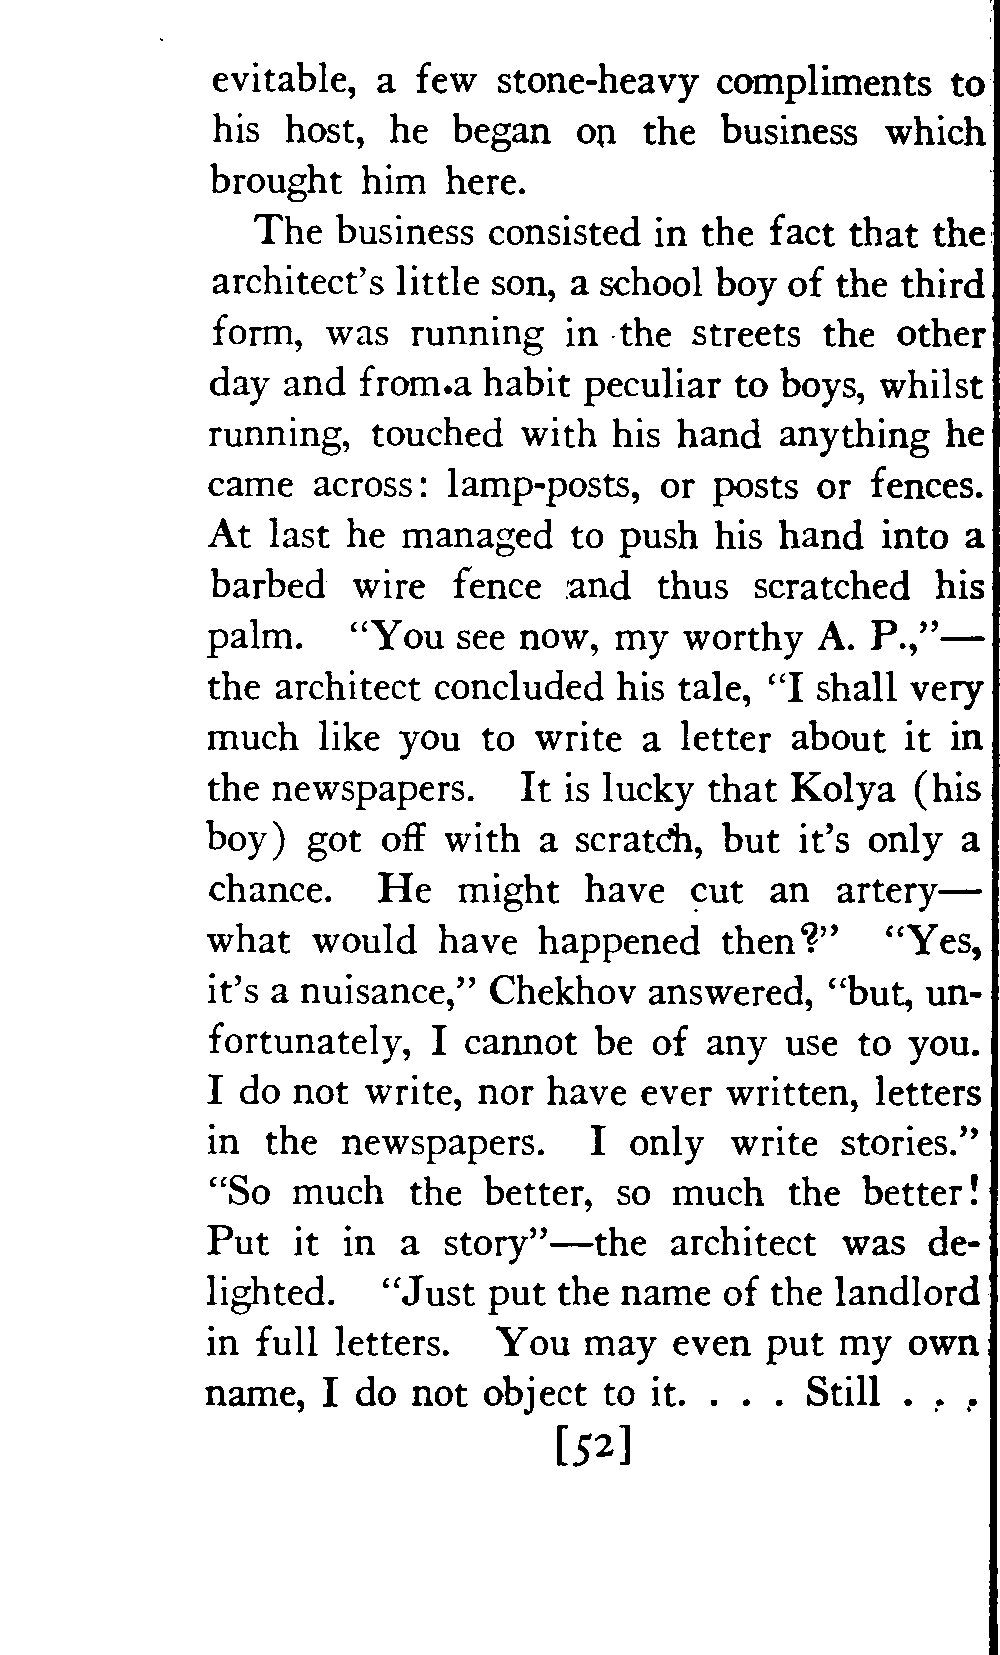 evitable, a few stone-heavy compliments to
his host, he began on the business which
brought him here.
The business consisted in the fact that the
architect's little son, a school boy of the third
form, was running in the streets the other
day and from a habit peculiar to boys, whilst
running, touched with his hand anything he
came across: lamp-posts, or posts or fences.
At last he managed to push his hand into a
barbed wire fence and thus scratched his
palm. “You see now, my worthy A. P.,”—
the architect concluded his tale, “I shall very
much like you to write a letter about it in
the newspapers. It is lucky that Kolya (his
boy) got off with a scratch, but it's only a
chance. He might have cut an artery—
what would have happened then?” “Yes,
it's a nuisance,” Chekhov answered, “but, un-
fortunately, I cannot be of any use to you.
I do not write, nor have ever written, letters
in the newspapers. I only write stories.”
“So much the better, so much the better!
Put it in a story”—the architect was de-
lighted. “Just put the name of the landlord
in full letters. You may even put my own
name, I do not object to it. . . . Still . . .
[52]